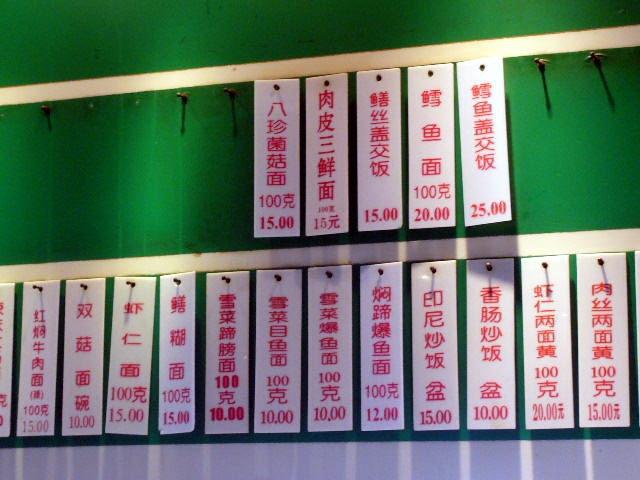 八珍菌菇面 100克 15.00
肉皮三鲜面 100克 15元
鳝丝盖交饭 15.00
鳕鱼面 100克 20.00
鳕鱼盖交饭 25.00
红焖牛肉面(辣) 100克 15.00
双菇面 碗 10.00
虾仁面 100克 15.00
鳝糊面 100克 15.00
雪菜蹄膀面 100克 10.00
雪菜目鱼面 100克 10.00
雪菜爆鱼面 100克 10.00
焖蹄爆鱼面 100克 12.00
印尼炒饭 盆 15.00
香肠炒饭 盆 10.00
虾仁两面黄 100克 20.00元
肉丝两面黄 100克 15.00元